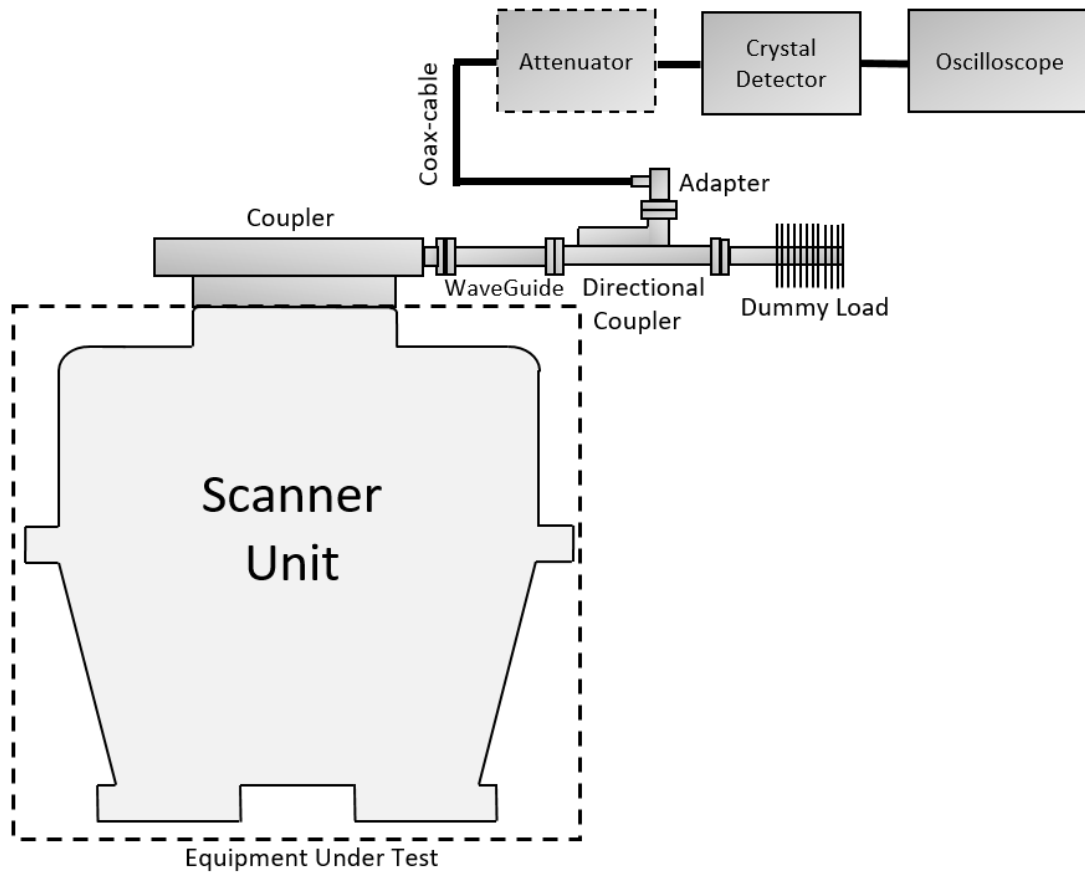 Attenuator
Crystal
Detector
Oscilloscope
Coax-cable
Adapter
Coupler
WaveGuide
Directional
Coupler
Dummy Load
Scanner
Unit
Equipment Under Test